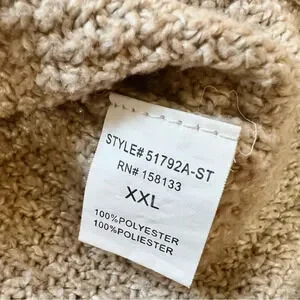 STYLE# 51792A-ST
RN# 158133
XXL
100%POLYESTER
100%POLIESTER